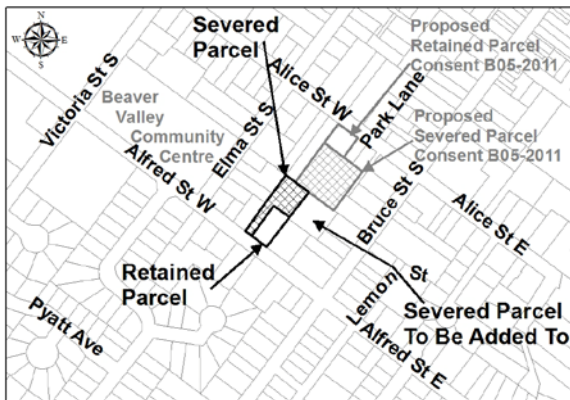 N
W
E
S
Severed
Parcel
Proposed
Retained Parcel
Consent B05-2011
Alice St W
Park Lane
Victoria St S
Beaver
Valley
Community
Centre
Elma St S
Proposed
Severed Parcel
Consent B05-2011
Alfred St W
Bruce St S
Alice St E
Retained
Parcel
Lemon St
Severed Parcel
To Be Added To
Pyatt Ave
Alfred St E